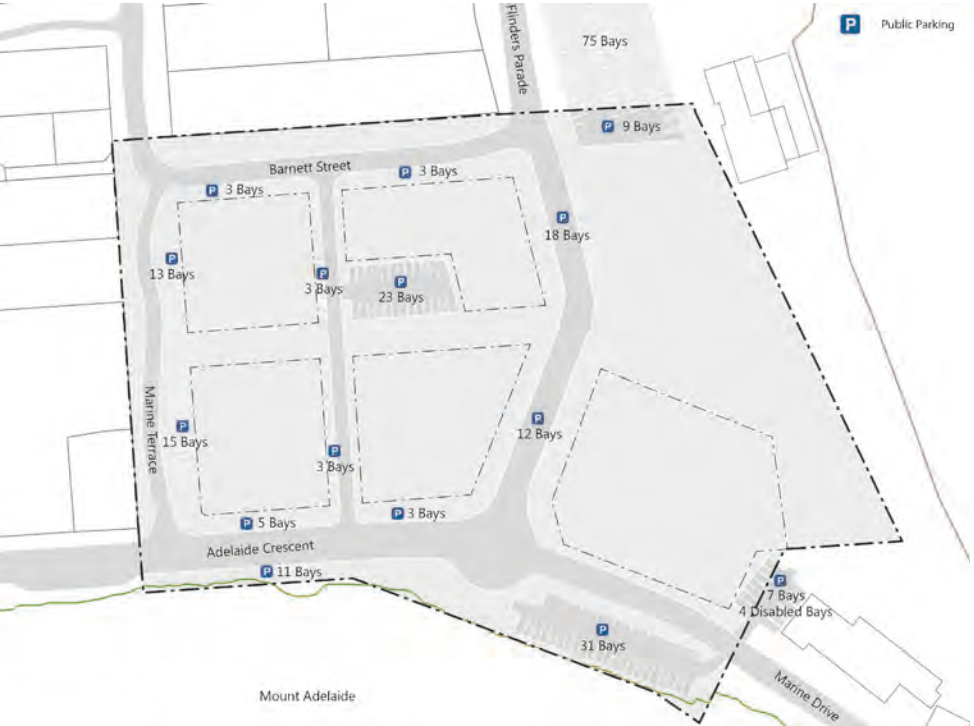 P Public Parking
Flinders Parade
75 Bays
P 9 Bays
Barnett Street
P 3 Bays
P 3 Bays
P
18 Bays
P
13 Bays
P
3 Bays
P
23 Bays
Marine Terrace
P
15 Bays
P
12 Bays
P
3 Bays
P 5 Bays
P 3 Bays
Adelaide Crescent
P 11 Bays
P
7 Bays
4 Disabled Bays
P
31 Bays
Mount Adelaide
Marine Drive